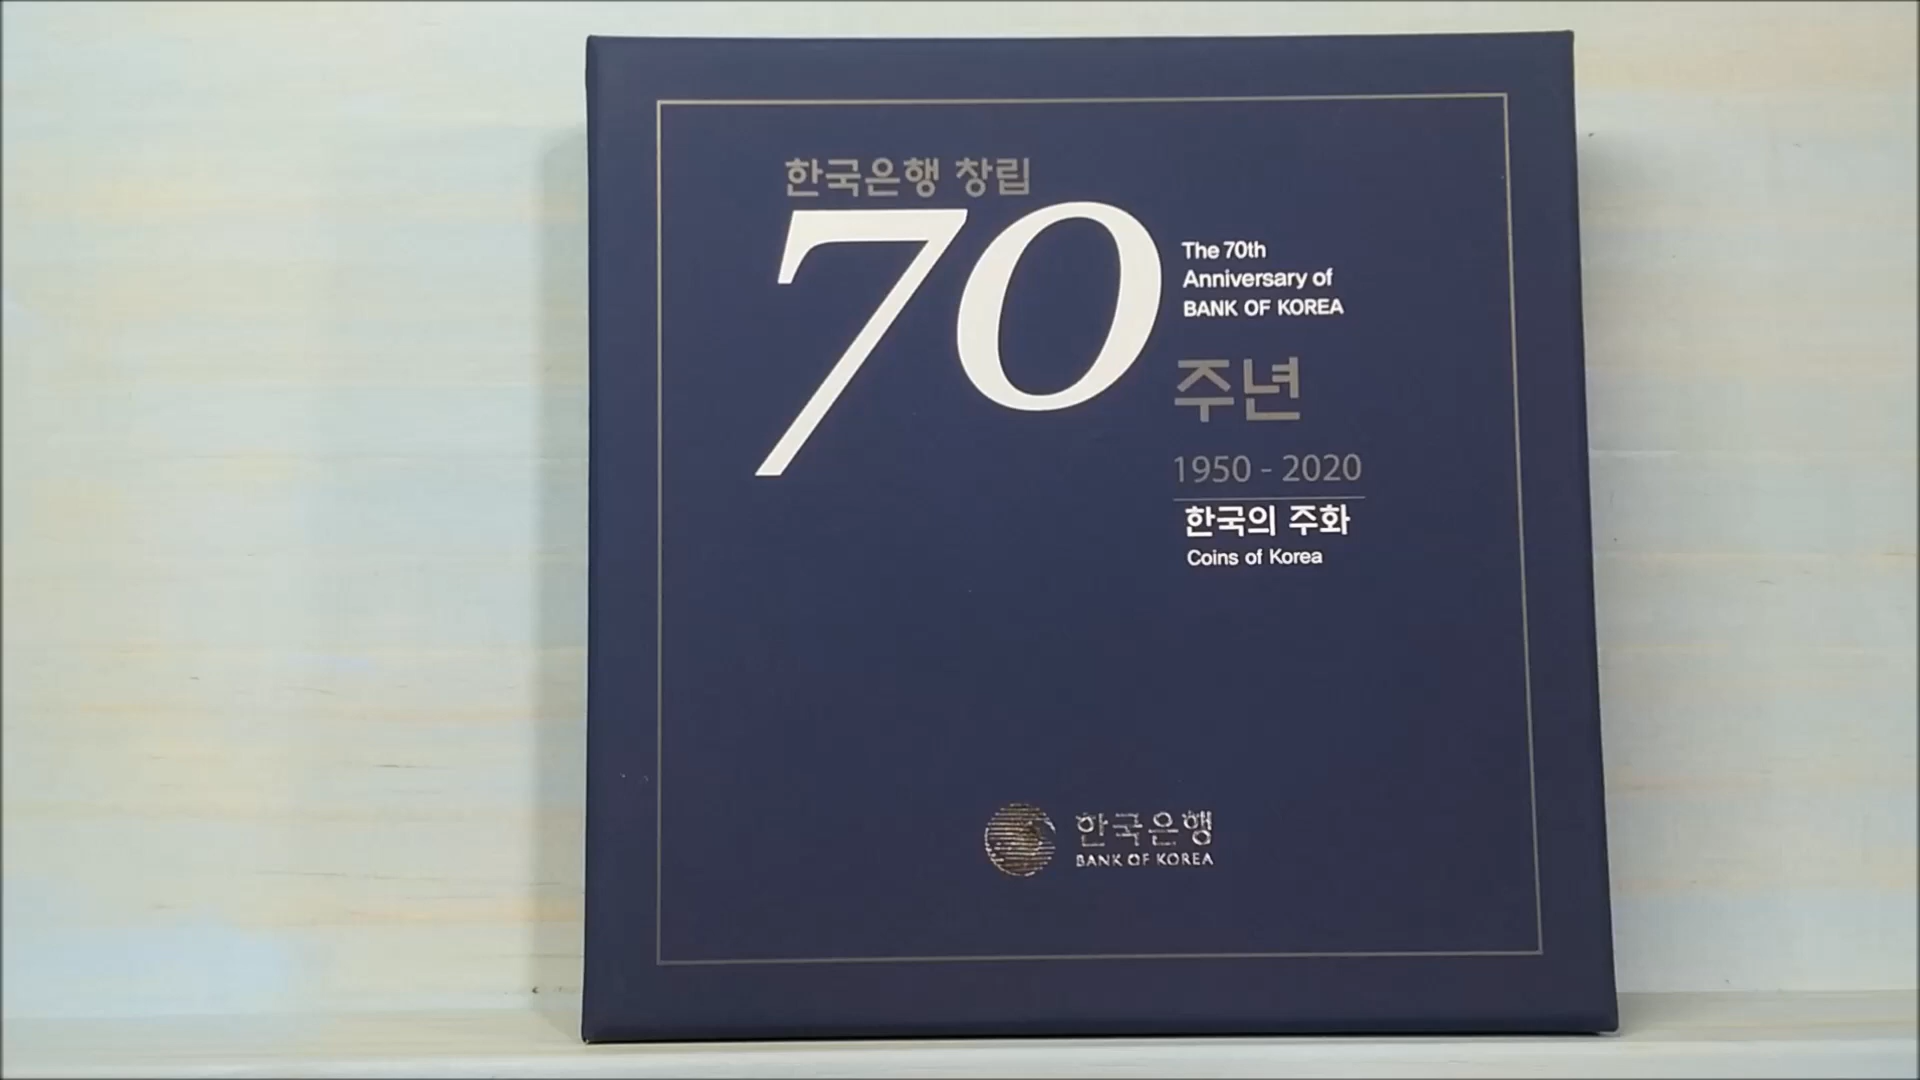 한국은행 창립
70
The 70th
Anniversary of
BANK OF KOREA
주년
1950 - 2020
한국의 주화
Coins of Korea
한국은행
BANK OF KOREA